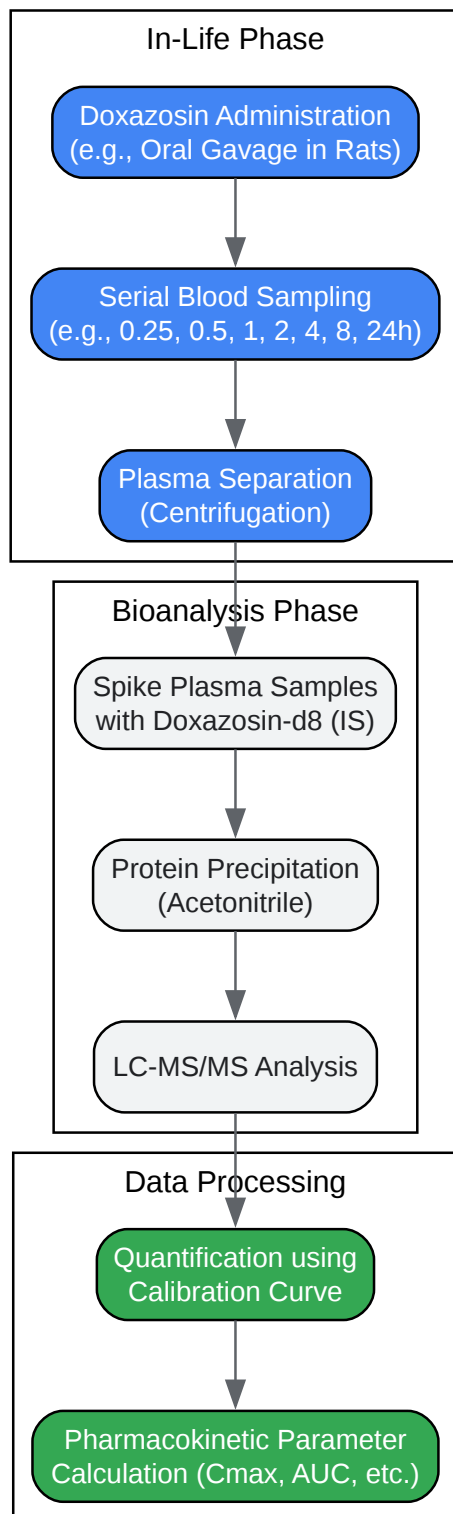 In-Life Phase
Doxazosin Administration
(e.g., Oral Gavage in Rats)
Serial Blood Sampling
(e.g., 0.25, 0.5, 1, 2, 4, 8, 24h)
Plasma Separation
(Centrifugation)
Bioanalysis Phase
Spike Plasma Samples
with Doxazosin-d8 (IS)
Protein Precipitation
(Acetonitrile)
LC-MS/MS Analysis
Data Processing
Quantification using
Calibration Curve
Pharmacokinetic Parameter
Calculation (Cmax, AUC, etc.)